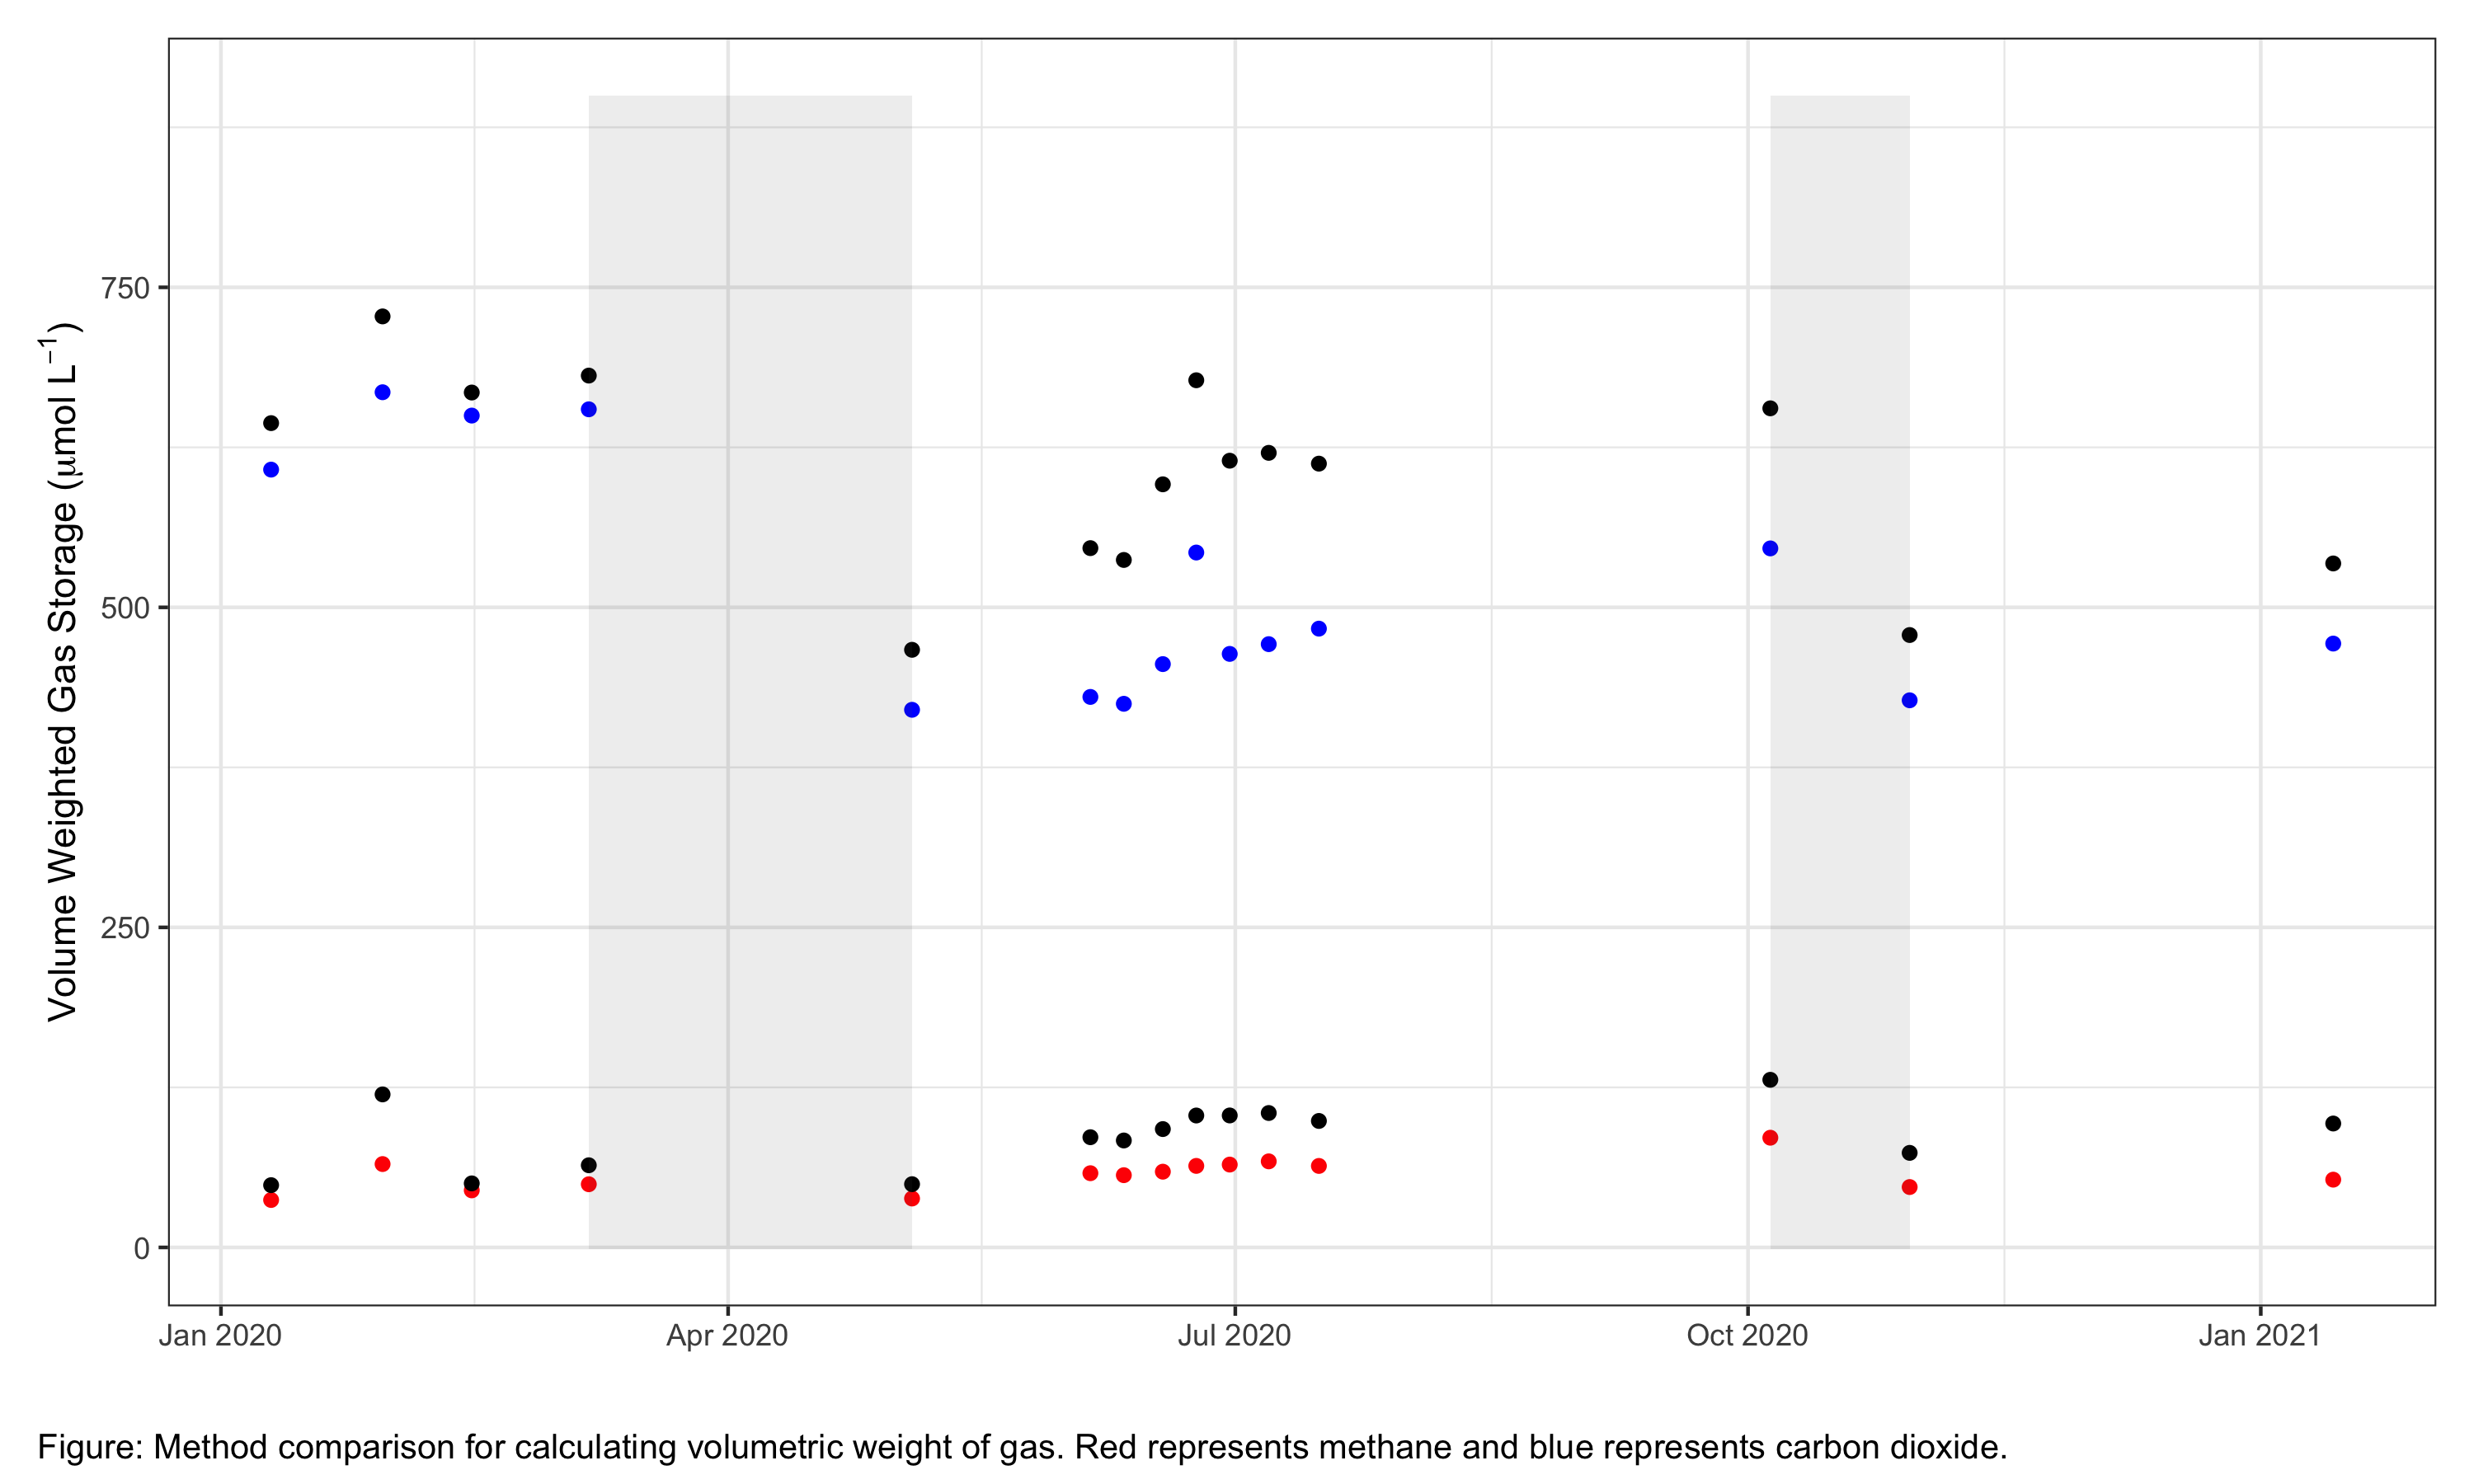 Volume Weighted Gas Storage (μmol L⁻¹)
750
500
250
0
Jan 2020
Apr 2020
Jul 2020
Oct 2020
Jan 2021
Figure: Method comparison for calculating volumetric weight of gas. Red represents methane and blue represents carbon dioxide.